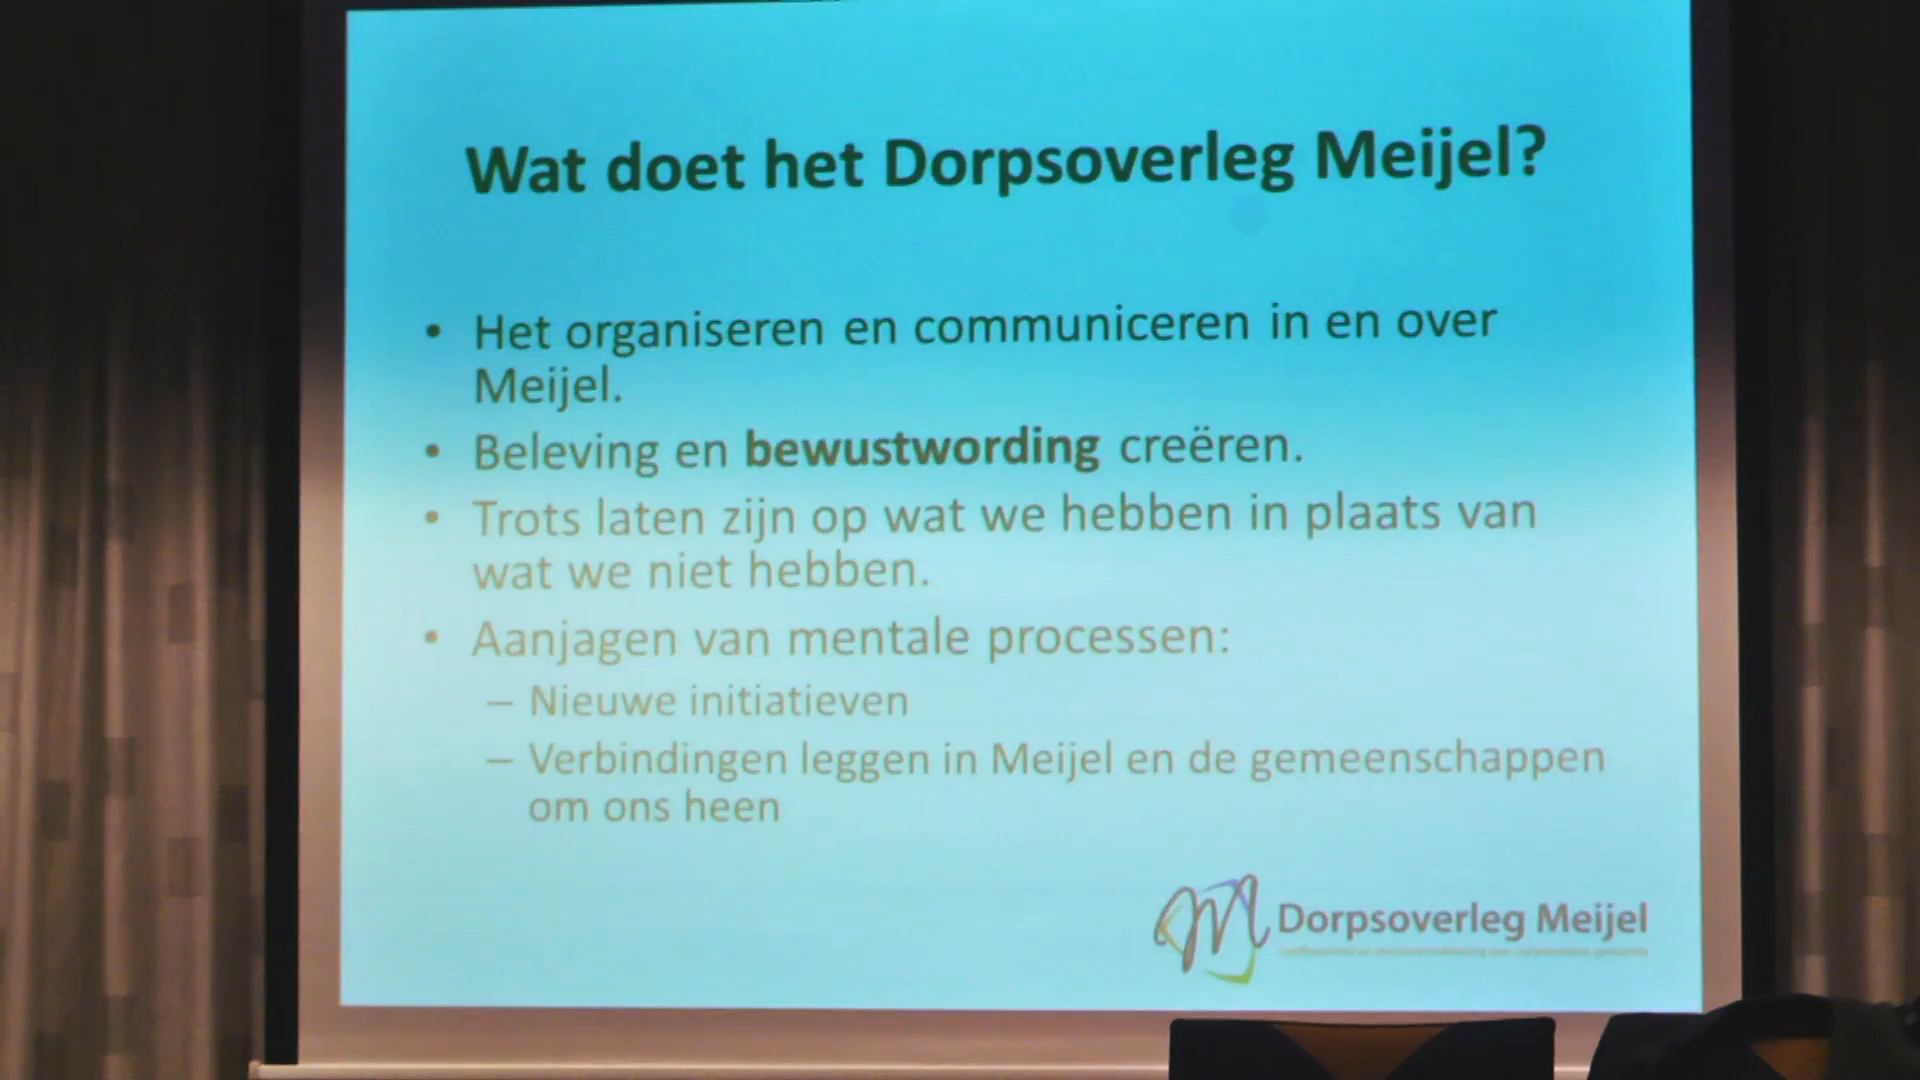 Wat doet het Dorpsoverleg Meijel?
• Het organiseren en communiceren in en over
Meijel.
• Beleving en bewustwording creëren.
• Trots laten zijn op wat we hebben in plaats van
wat we niet hebben.
• Aanjagen van mentale processen:
– Nieuwe initiatieven
– Verbindingen leggen in Meijel en de gemeenschappen
om ons heen
M Dorpsoverleg Meijel